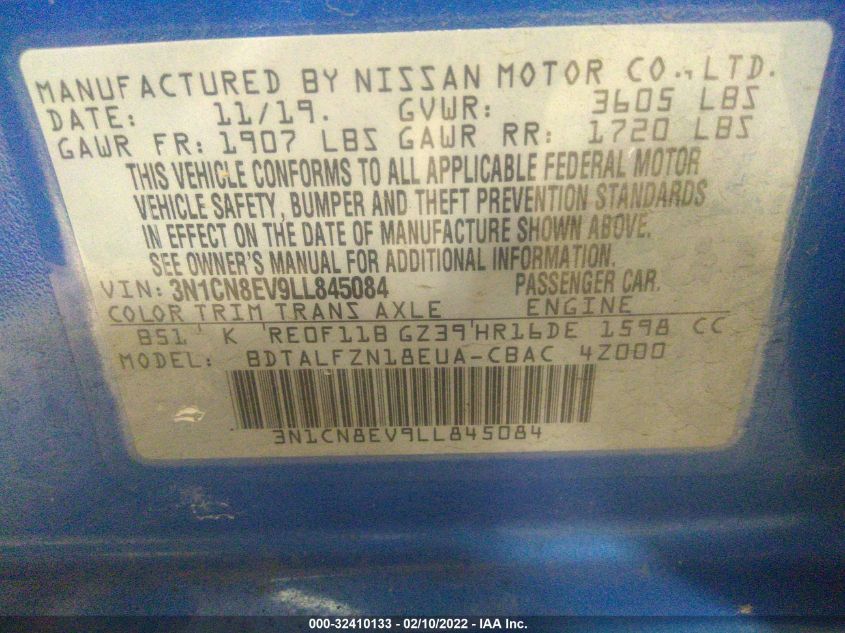 MANUFACTURED BY NISSAN MOTOR CO., LTD.
DATE: 11/19. GVWR: 3605 LBS
GAWR FR: 1907 LBS GAWR RR: 1720 LBS
THIS VEHICLE CONFORMS TO ALL APPLICABLE FEDERAL MOTOR
VEHICLE SAFETY, BUMPER AND THEFT PREVENTION STANDARDS
IN EFFECT ON THE DATE OF MANUFACTURE SHOWN ABOVE.
SEE OWNER'S MANUAL FOR ADDITIONAL INFORMATION.
VIN: 3N1CN8EV9LL845084 PASSENGER CAR.
COLOR TRIM TRANS AXLE ENGINE
B51 K RE0F11B GZ39 HR16DE 1598 CC
MODEL: BDTALFZN18EUA-CBAC 4Z000
3N1CN8EV9LL845084
000-32410133 - 02/10/2022 - IAA Inc.